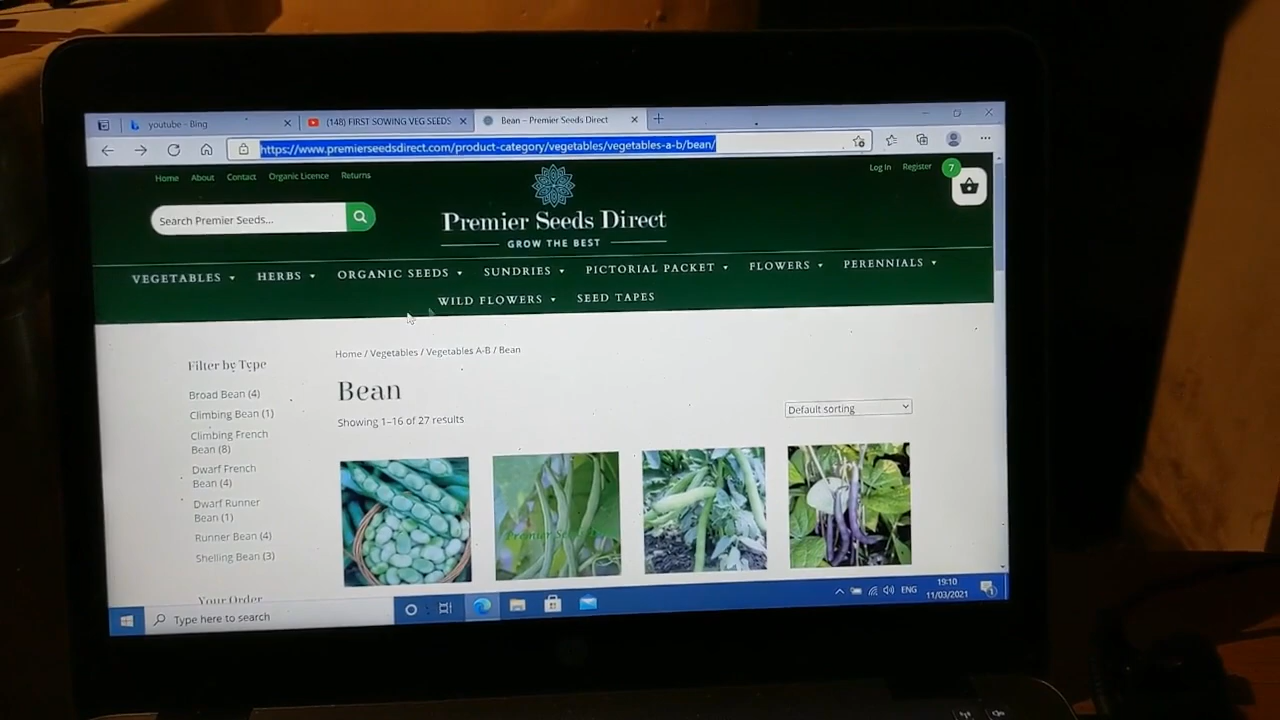 youtube - Bing
(148) FIRST SOWING VEG SEEDS
Bean – Premier Seeds Direct
https://www.premierseedsdirect.com/product-category/vegetables/vegetables-a-b/bean/
Home About Contact Organic Licence Returns
Log In Register
7
Search Premier Seeds...
Premier Seeds Direct
GROW THE BEST
VEGETABLES HERBS ORGANIC SEEDS SUNDRIES PICTORIAL PACKET FLOWERS PERENNIALS
WILD FLOWERS SEED TAPES
Home / Vegetables / Vegetables A-B / Bean
Filter by Type
Broad Bean (4)
Climbing Bean (1)
Climbing French
Bean (8)
Dwarf French
Bean (4)
Dwarf Runner
Bean (1)
Runner Bean (4)
Shelling Bean (3)
Your Order
Bean
Showing 1–16 of 27 results
Default sorting
Type here to search
ENG
19:10
11/03/2021
1